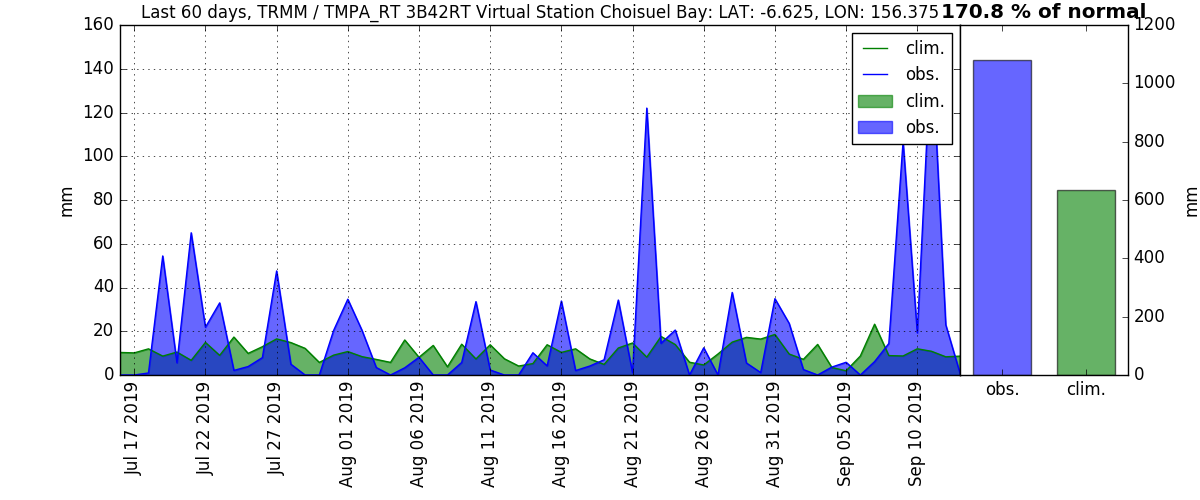 Last 60 days, TRMM / TMPA_RT 3B42RT Virtual Station Choisuel Bay: LAT: -6.625, LON: 156.375
170.8 % of normal
160
140
120
100
80
60
40
20
0
mm
clim.
obs.
clim.
obs.
1200
1000
800
600
400
200
0
mm
Jul 17 2019
Jul 22 2019
Jul 27 2019
Aug 01 2019
Aug 06 2019
Aug 11 2019
Aug 16 2019
Aug 21 2019
Aug 26 2019
Aug 31 2019
Sep 05 2019
Sep 10 2019
obs.
clim.